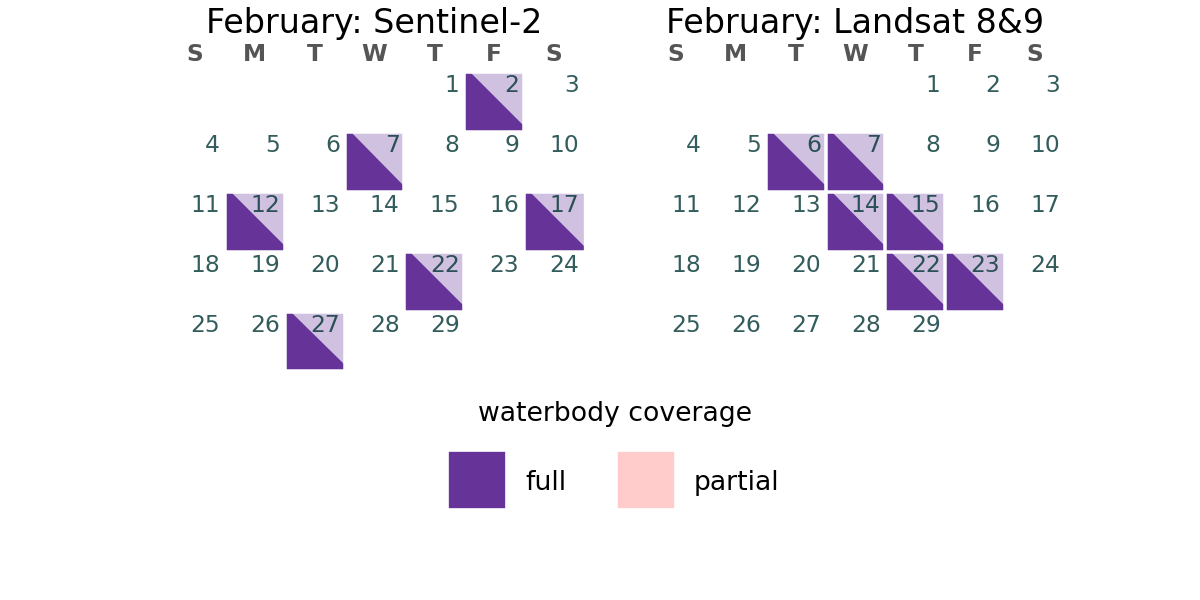 February: Sentinel-2
S M T W T F S
1 2 3
4 5 6 7 8 9 10
11 12 13 14 15 16 17
18 19 20 21 22 23 24
25 26 27 28 29
February: Landsat 8&9
S M T W T F S
1 2 3
4 5 6 7 8 9 10
11 12 13 14 15 16 17
18 19 20 21 22 23 24
25 26 27 28 29
waterbody coverage
full partial